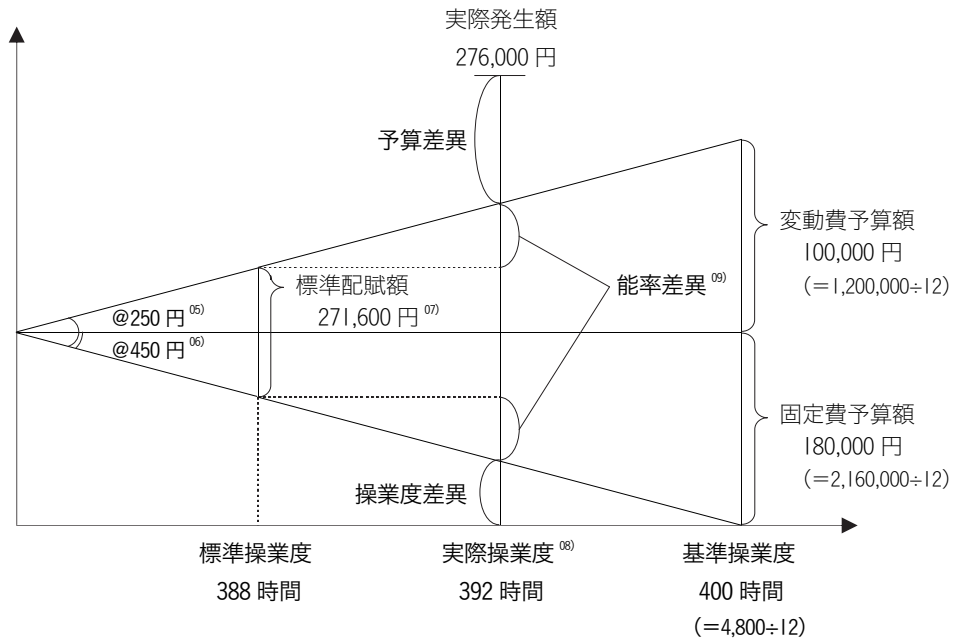 実際発生額
276,000 円
予算差異
変動費予算額
100,000 円
(＝1,200,000÷12)
標準配賦額
271,600 円 07)
能率差異 09)
@250 円 05)
@450 円 06)
固定費予算額
180,000 円
(＝2,160,000÷12)
操業度差異
標準操業度
388 時間
実際操業度 08)
392 時間
基準操業度
400 時間
(＝4,800÷12)